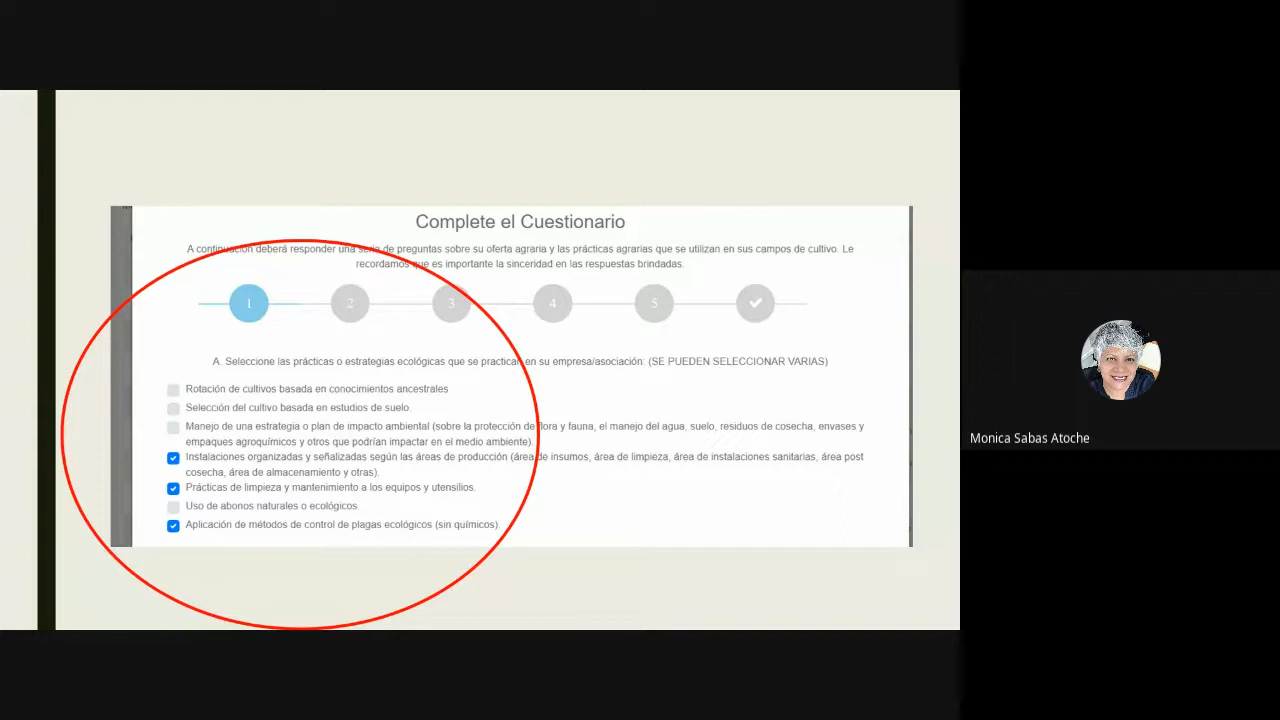 Complete el Cuestionario
A continuación deberá responder una serie de preguntas sobre su oferta agraria y las prácticas agrarias que se utilizan en sus campos de cultivo. Le
recordamos que es importante la sinceridad en las respuestas brindadas.
1 2 3 4 5
A. Seleccione las prácticas o estrategias ecológicas que se practican en su empresa/asociación: (SE PUEDEN SELECCIONAR VARIAS)
Rotación de cultivos basada en conocimientos ancestrales
Selección del cultivo basada en estudios de suelo.
Manejo de una estrategia o plan de impacto ambiental (sobre la protección de flora y fauna, el manejo del agua, suelo, residuos de cosecha, envases y
empaques agroquímicos y otros que podrían impactar en el medio ambiente).
Instalaciones organizadas y señalizadas según las áreas de producción (área de insumos, área de limpieza, área de instalaciones sanitarias, área post
cosecha, área de almacenamiento y otras).
Prácticas de limpieza y mantenimiento a los equipos y utensilios.
Uso de abonos naturales o ecológicos
Aplicación de métodos de control de plagas ecológicos (sin químicos).
Monica Sabas Atoche